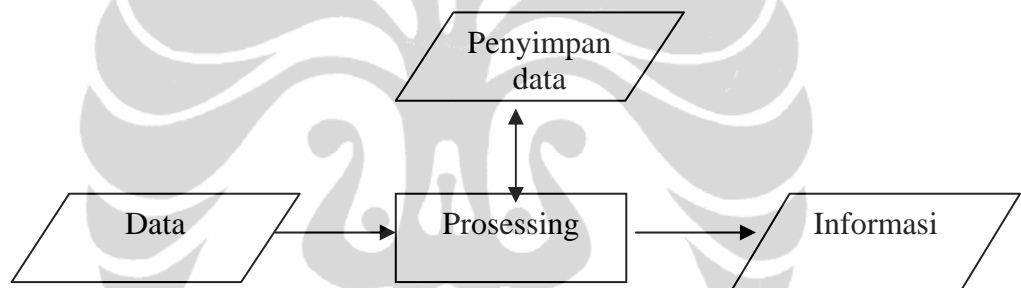 Penyimpan
data
Data
Prosessing
Informasi